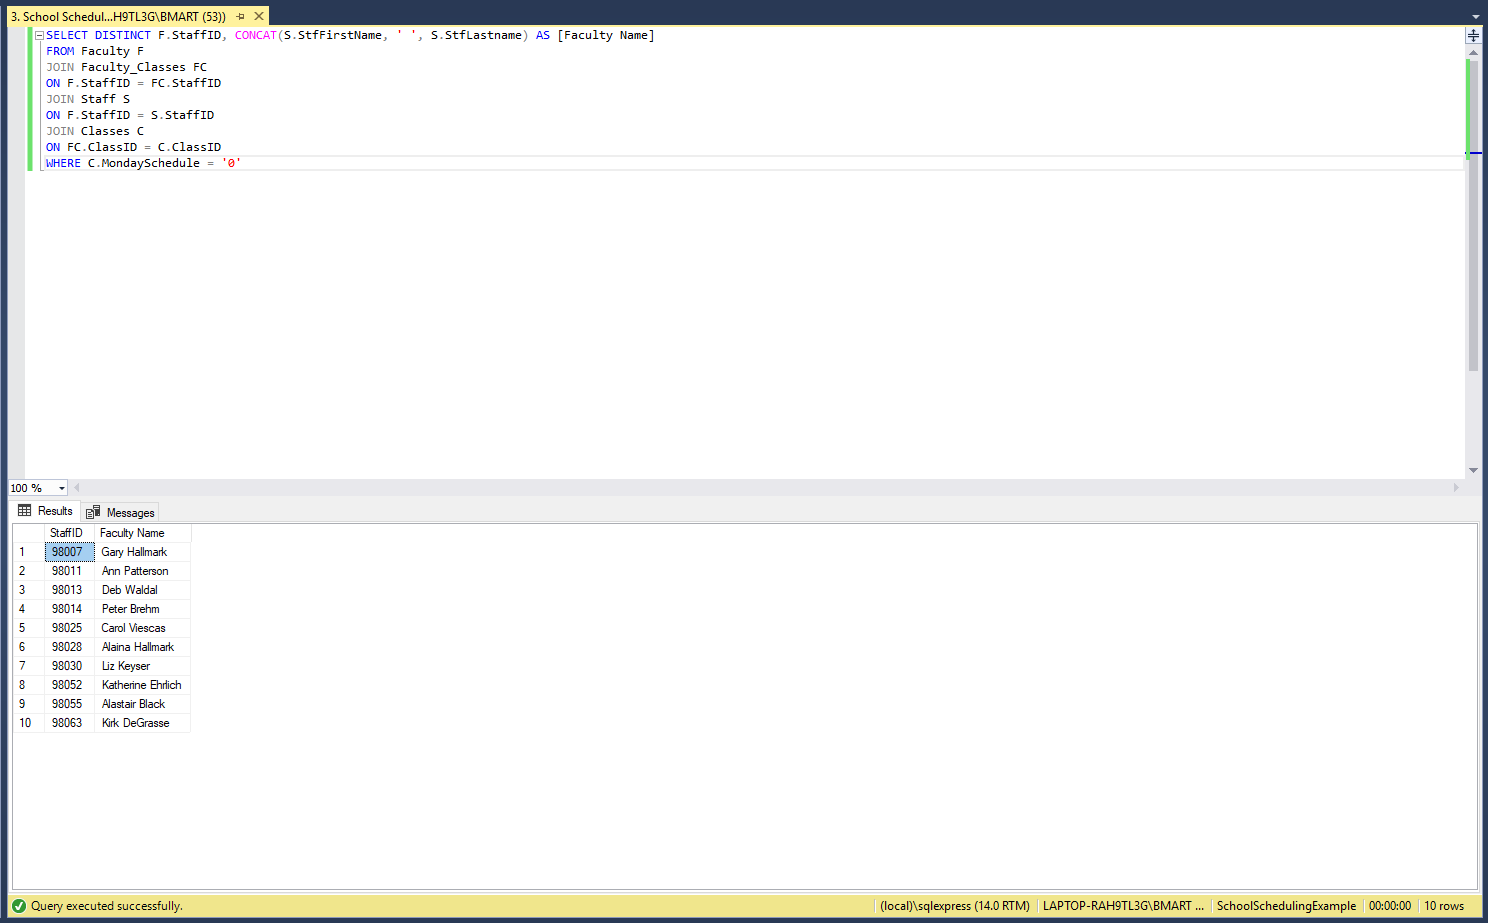 3. School Schedul...H9TL3G\BMART (53))
SELECT DISTINCT F.StaffID, CONCAT(S.StfFirstName, ' ', S.StfLastname) AS [Faculty Name]
FROM Faculty F
JOIN Faculty_Classes FC
ON F.StaffID = FC.StaffID
JOIN Staff S
ON F.StaffID = S.StaffID
JOIN Classes C
ON FC.ClassID = C.ClassID
WHERE C.MondaySchedule = '0'
100 %
Results Messages
StaffID Faculty Name
1 98007 Gary Hallmark
2 98011 Ann Patterson
3 98013 Deb Waldal
4 98014 Peter Brehm
5 98025 Carol Viescas
6 98028 Alaina Hallmark
7 98030 Liz Keyser
8 98052 Katherine Ehrlich
9 98055 Alastair Black
10 98063 Kirk DeGrasse
Query executed successfully. (local)\sqlexpress (14.0 RTM) LAPTOP-RAH9TL3G\BMART ... SchoolSchedulingExample 00:00:00 10 rows